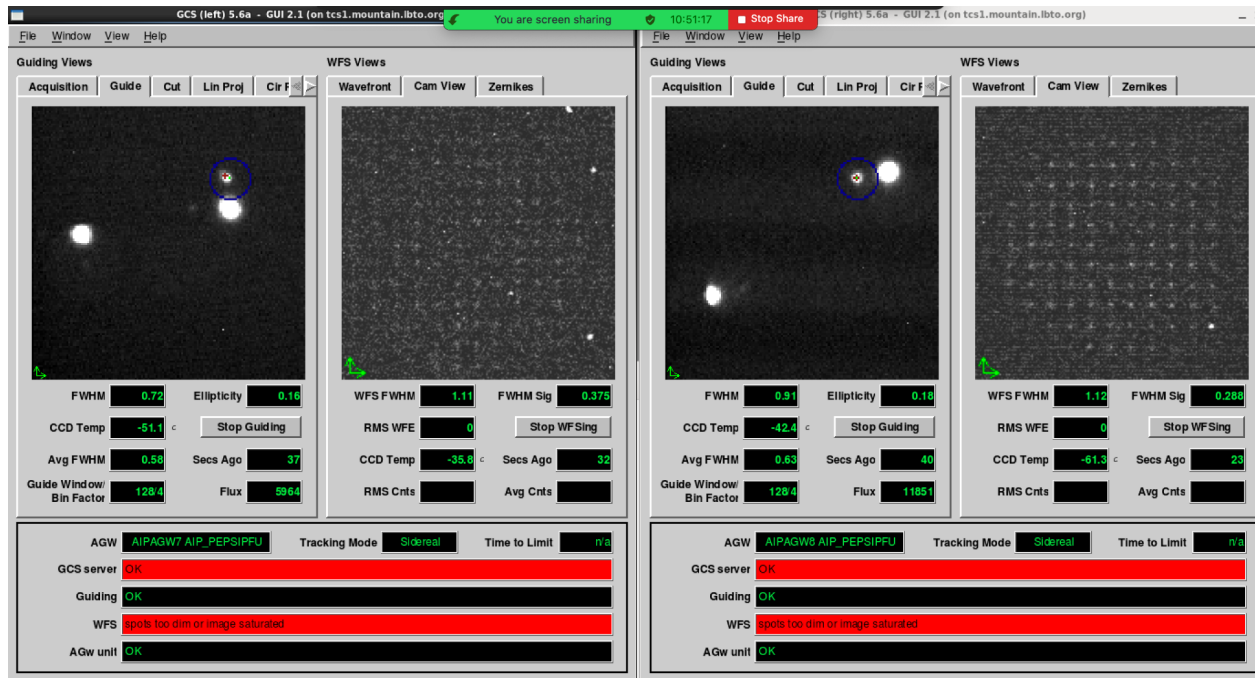 GCS (left) 5.6a - GUI 2.1 (on tcs1.mountain.lbto.org
You are screen sharing 10:51:17 Stop Share
S (right) 5.6a - GUI 2.1 (on tcs1.mountain.lbto.org)
File Window View Help
Guiding Views
WFS Views
Acquisition Guide Cut Lin Proj Cir F
Wavefront Cam View Zernikes
FWHM 0.72 Ellipticity 0.16
CCD Temp -51.1 c Stop Guiding
Avg FWHM 0.58 Secs Ago 37
Guide Window/
Bin Factor 128/4 Flux 5964
WFS FWHM 1.11 FWHM Sig 0.375
RMS WFE 0 Stop WFSing
CCD Temp -35.8 c Secs Ago 32
RMS Cnts Avg Cnts
AGW AIPAGW7 AIP_PEPSIPFU Tracking Mode Sidereal Time to Limit n/a
GCS server OK
Guiding OK
WFS spots too dim or image saturated
AGw unit OK
File Window View Help
Guiding Views
WFS Views
Acquisition Guide Cut Lin Proj Cir F
Wavefront Cam View Zernikes
FWHM 0.91 Ellipticity 0.18
CCD Temp -42.4 c Stop Guiding
Avg FWHM 0.63 Secs Ago 40
Guide Window/
Bin Factor 128/4 Flux 11851
WFS FWHM 1.12 FWHM Sig 0.288
RMS WFE 0 Stop WFSing
CCD Temp -61.3 c Secs Ago 23
RMS Cnts Avg Cnts
AGW AIPAGW8 AIP_PEPSIPFU Tracking Mode Sidereal Time to Limit n/a
GCS server OK
Guiding OK
WFS spots too dim or image saturated
AGw unit OK